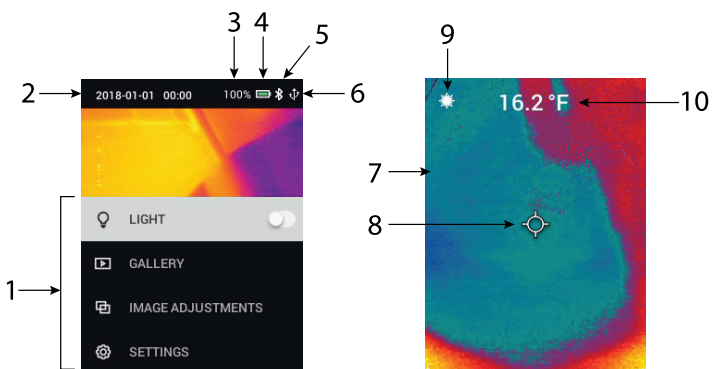 3 4 5
2 2018-01-01 00:00 100% 6
1
LIGHT
GALLERY
IMAGE ADJUSTMENTS
SETTINGS
9
16.2 °F 10
7
8